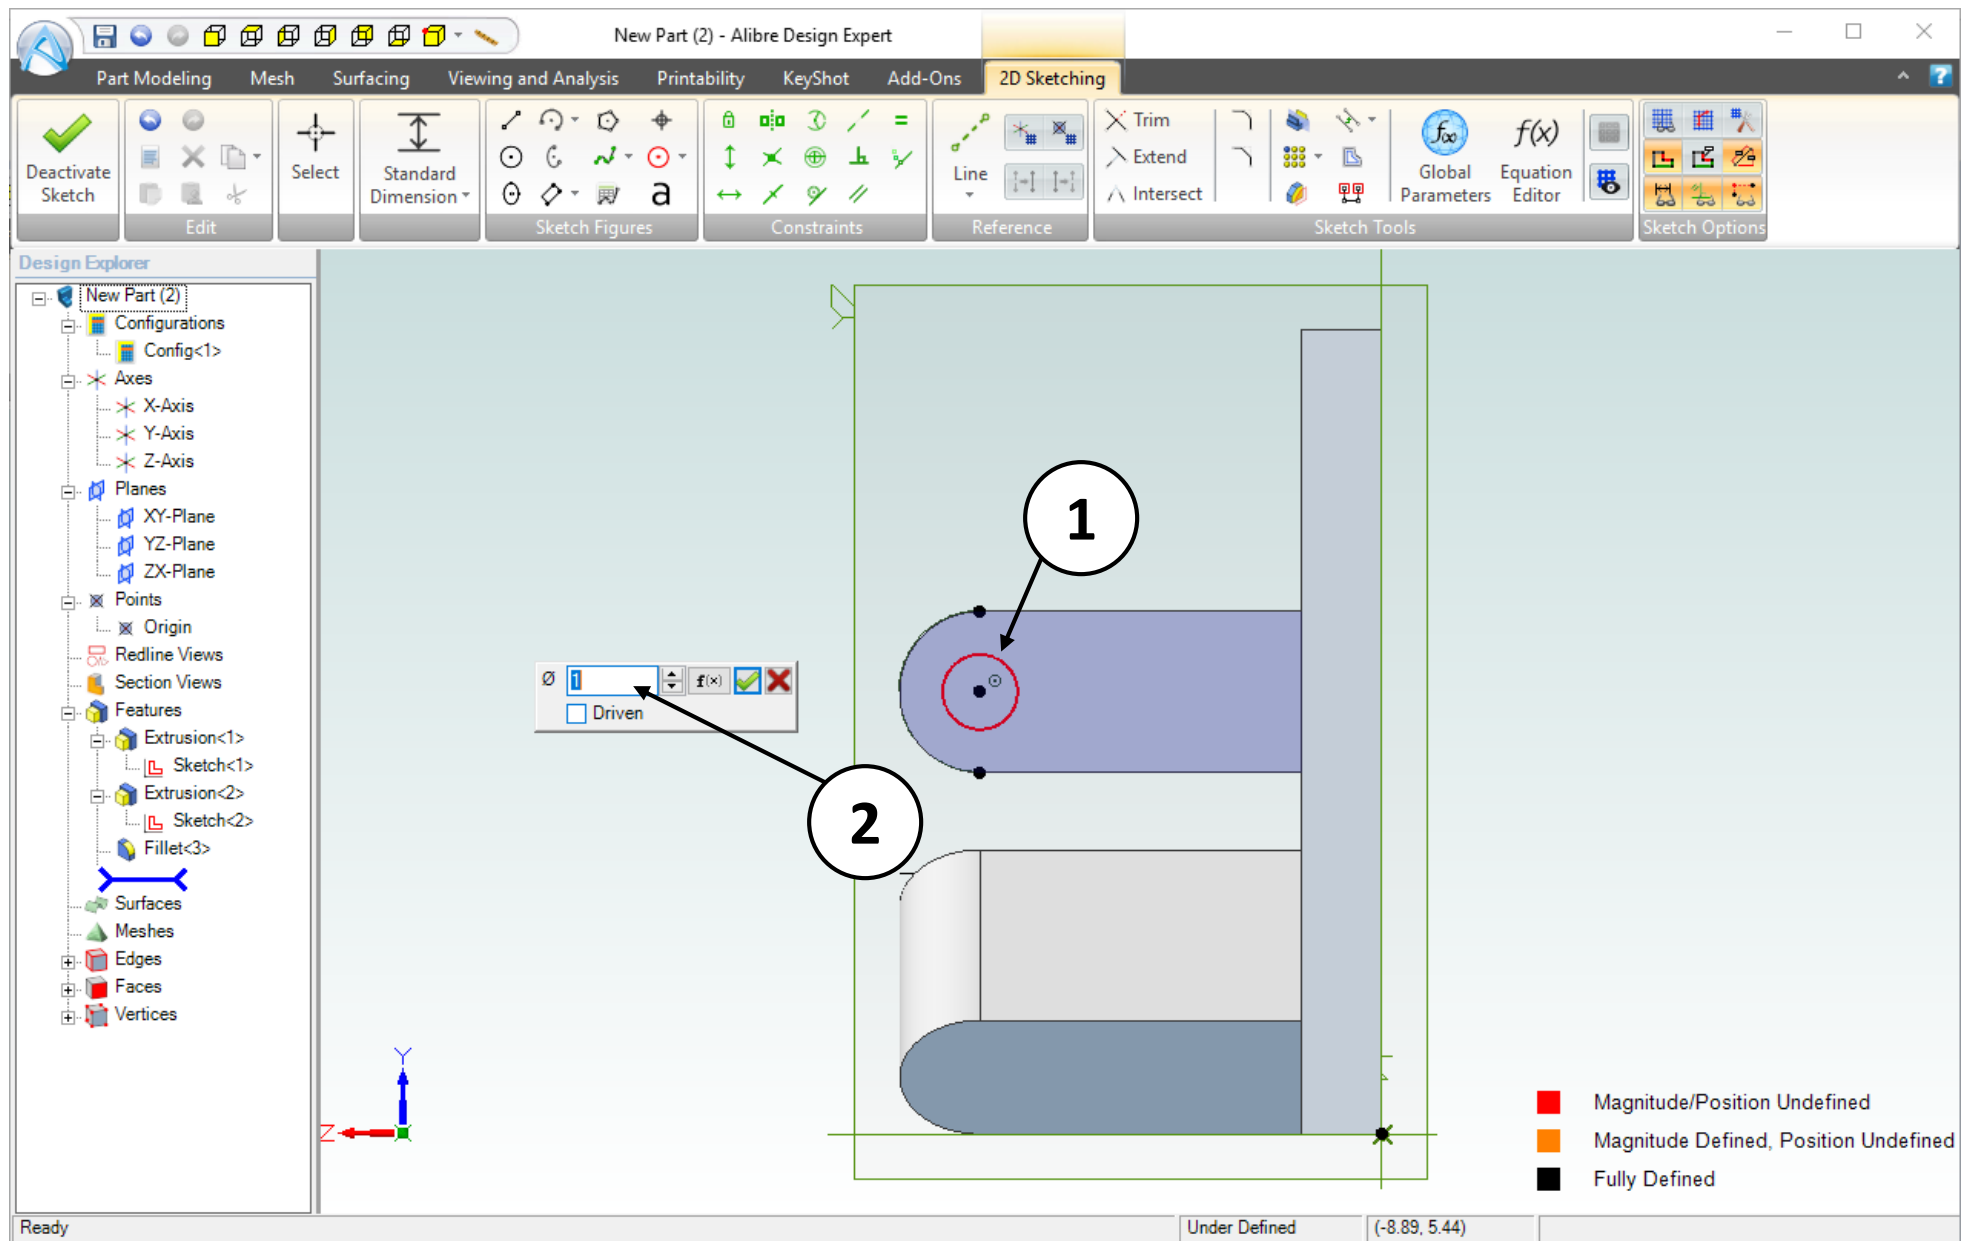 New Part (2) - Alibre Design Expert
Part Modeling Mesh Surfacing Viewing and Analysis Printability KeyShot Add-Ons 2D Sketching
Deactivate Sketch
Edit
Select
Standard Dimension
a
Sketch Figures
Constraints
Line
Reference
Trim
Extend
Intersect
Global Parameters
f(x)
Equation Editor
Sketch Tools
Sketch Options
Design Explorer
New Part (2)
Configurations
Config<1>
Axes
X-Axis
Y-Axis
Z-Axis
Planes
XY-Plane
YZ-Plane
ZX-Plane
Points
Origin
Redline Views
Section Views
Features
Extrusion<1>
Sketch<1>
Extrusion<2>
Sketch<2>
Fillet<3>
Surfaces
Meshes
Edges
Faces
Vertices
1
Ø 1 f(x)
Driven
2
Y
Z
Magnitude/Position Undefined
Magnitude Defined, Position Undefined
Fully Defined
Ready
Under Defined
(-8.89, 5.44)